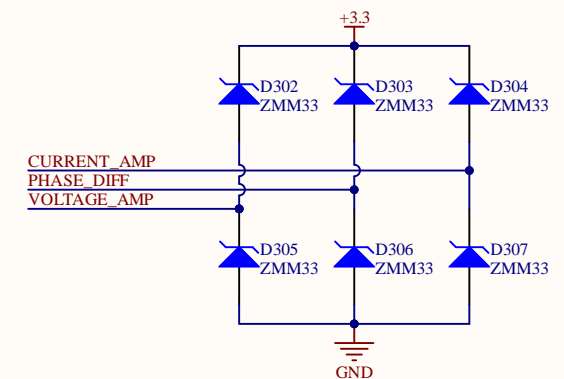 +3.3
D302
ZMM33
D303
ZMM33
D304
ZMM33
CURRENT_AMP
PHASE_DIFF
VOLTAGE_AMP
D305
ZMM33
D306
ZMM33
D307
ZMM33
GND